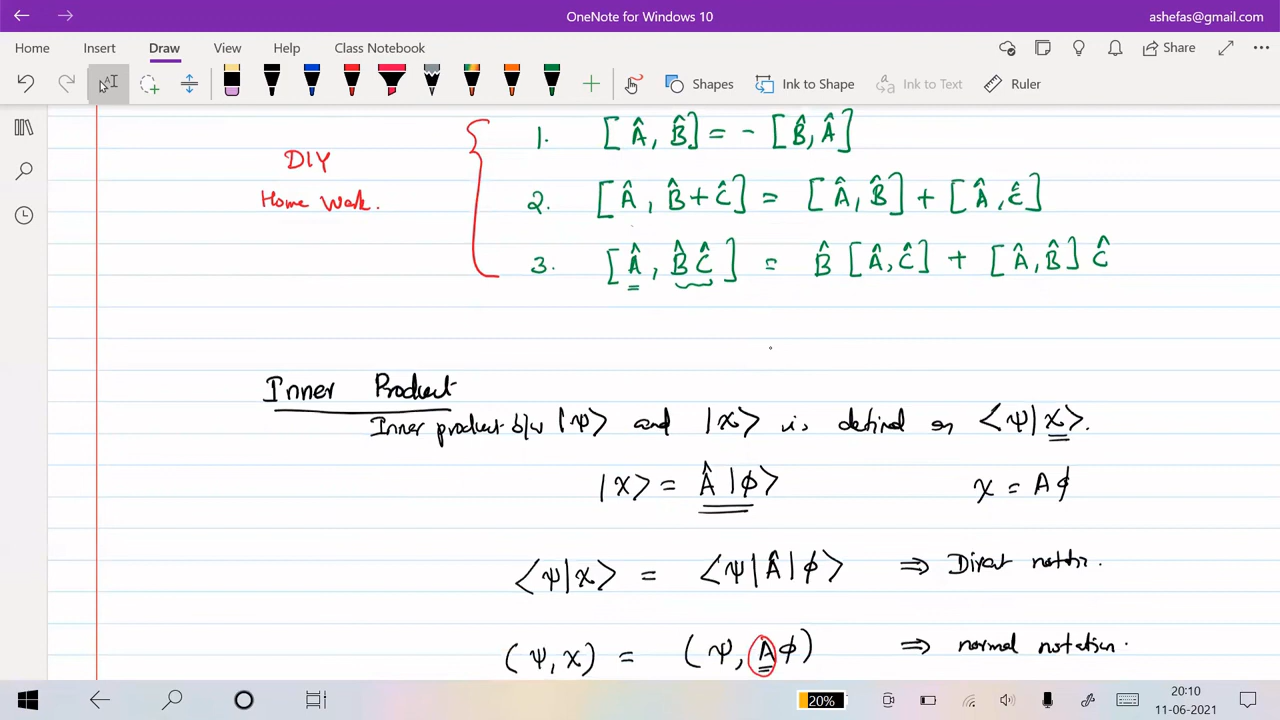 OneNote for Windows 10
ashefas@gmail.com
Home Insert Draw View Help Class Notebook Share
Shapes Ink to Shape Ink to Text Ruler
1. [Â, B̂] = - [B̂, Â]
DIY
Home Work.
2. [Â, B̂ + Ĉ] = [Â, B̂] + [Â, Ĉ]
3. [Â, B̂ Ĉ] = B̂ [Â, Ĉ] + [Â, B̂] Ĉ
Inner Product
Inner product b/w |ψ⟩ and |χ⟩ is defined as ⟨ψ|χ⟩.
|χ⟩ = Â |ϕ⟩ χ = Aϕ
⟨ψ|χ⟩ = ⟨ψ|Â|ϕ⟩ ⇒ Dirac notation.
(ψ, χ) = (ψ, Aϕ) ⇒ normal notation.
20%
20:10
11-06-2021